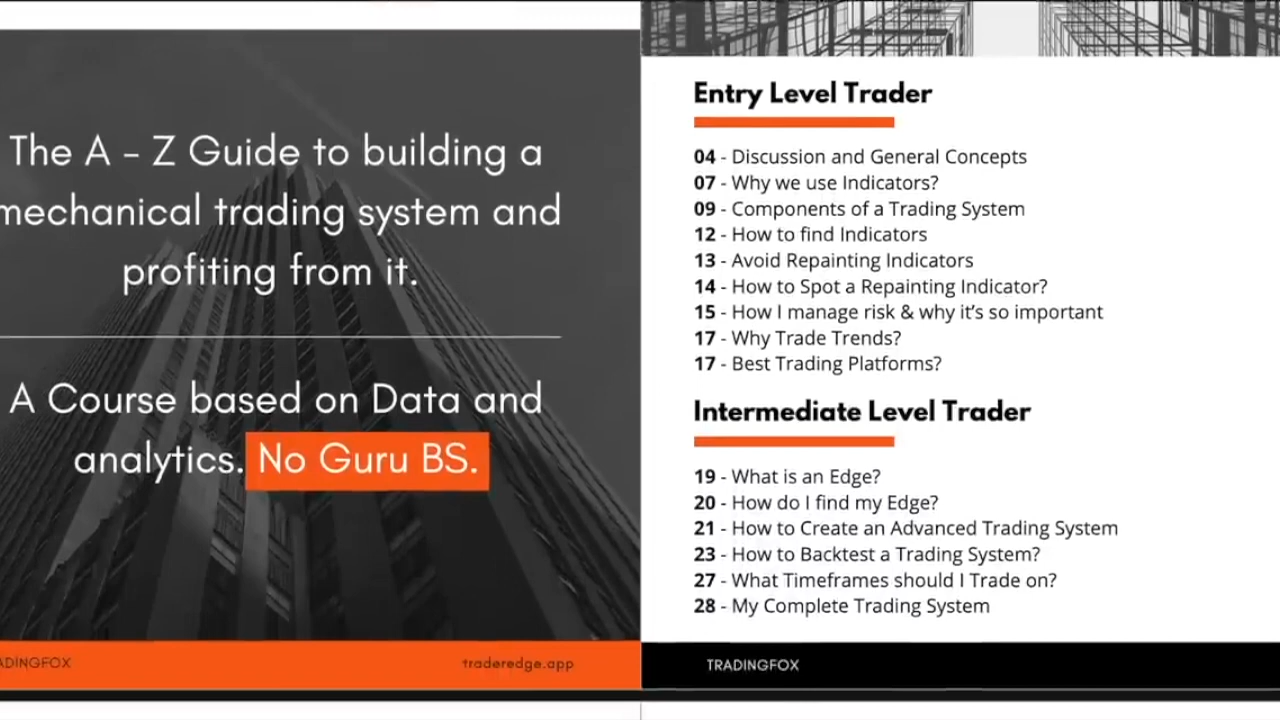 The A - Z Guide to building a
mechanical trading system and
profiting from it.
A Course based on Data and
analytics. No Guru BS.
traderedge.app
Entry Level Trader
04 - Discussion and General Concepts
07 - Why we use Indicators?
09 - Components of a Trading System
12 - How to find Indicators
13 - Avoid Repainting Indicators
14 - How to Spot a Repainting Indicator?
15 - How I manage risk & why it’s so important
17 - Why Trade Trends?
17 - Best Trading Platforms?
Intermediate Level Trader
19 - What is an Edge?
20 - How do I find my Edge?
21 - How to Create an Advanced Trading System
23 - How to Backtest a Trading System?
27 - What Timeframes should I Trade on?
28 - My Complete Trading System
TRADINGFOX